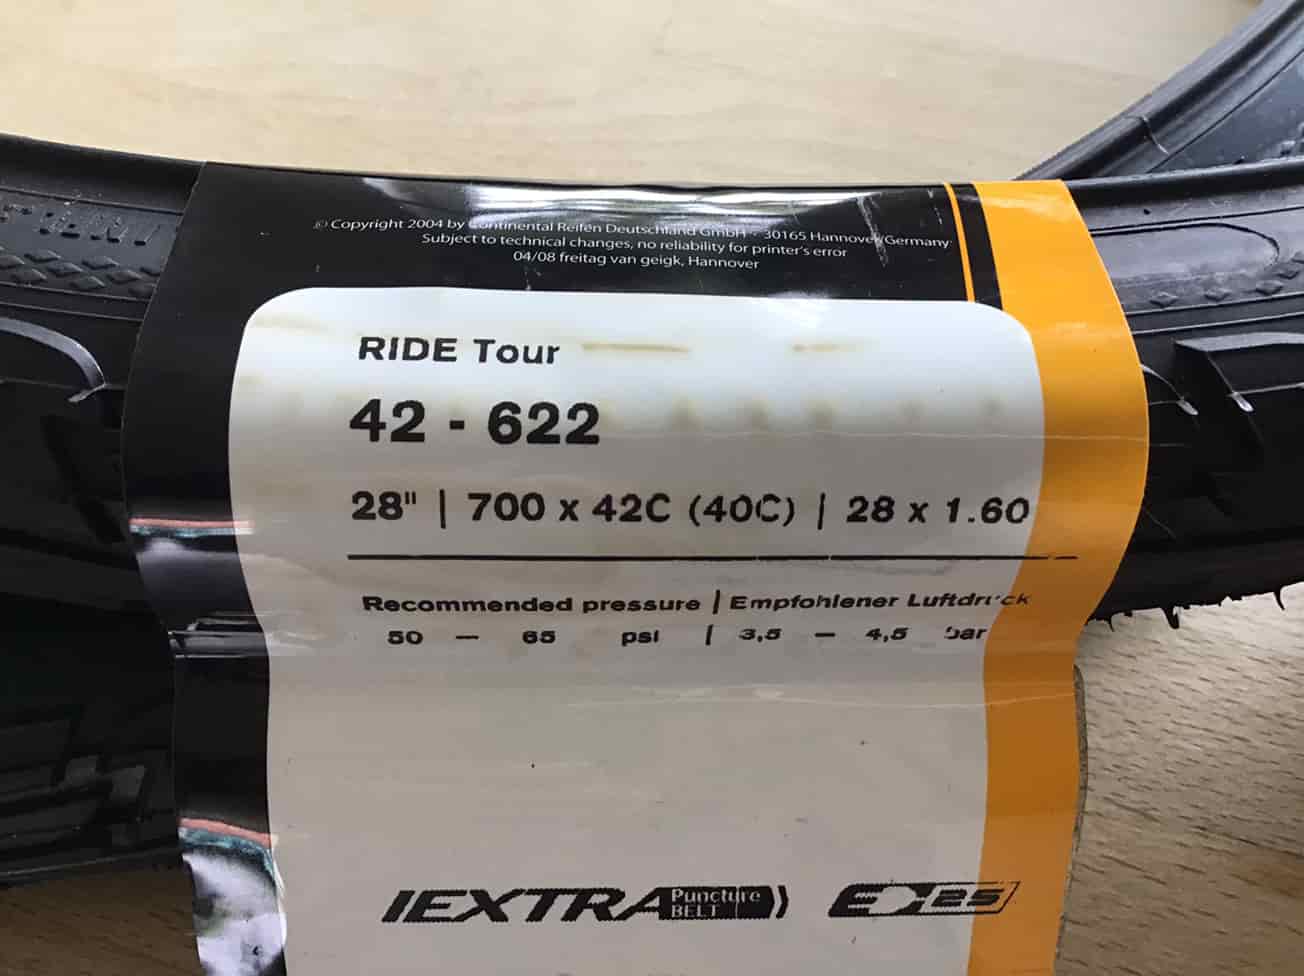 © Copyright 2004 by Continental Reifen Deutschland GmbH · 30165 Hannover/Germany
Subject to technical changes, no reliability for printer's error
04/08 freitag van geigk, Hannover
RIDE Tour
42 - 622
28" | 700 x 42C (40C) | 28 x 1.60
Recommended pressure | Empfohlener Luftdruck
50 — 65 psi | 3,5 — 4,5 bar
EXTRA Puncture
BELT
E 25